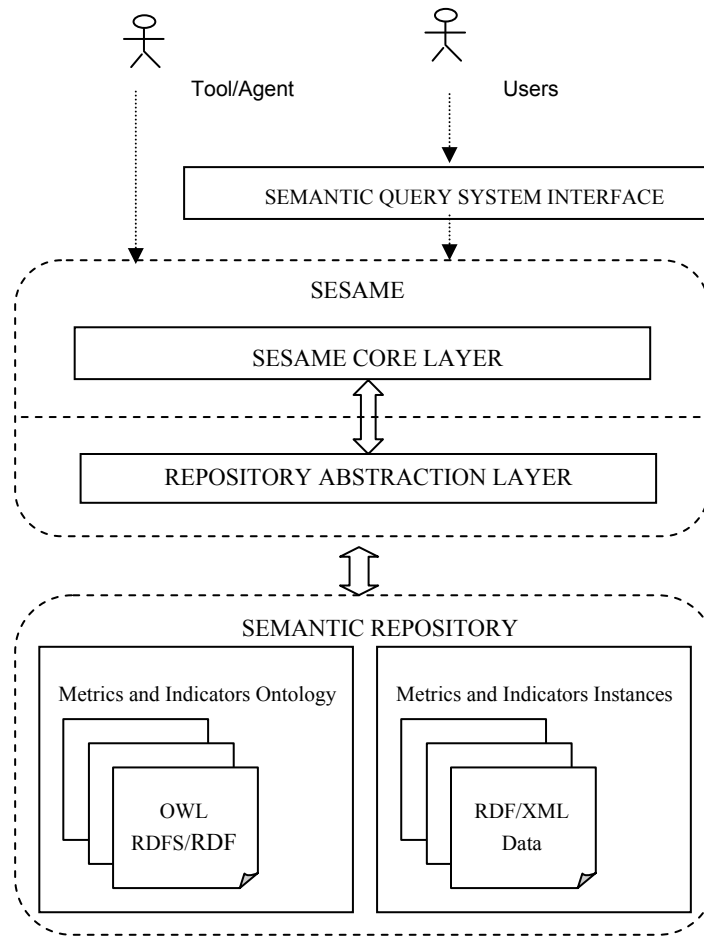 Tool/Agent
Users
SEMANTIC QUERY SYSTEM INTERFACE
SESAME
SESAME CORE LAYER
REPOSITORY ABSTRACTION LAYER
SEMANTIC REPOSITORY
Metrics and Indicators Ontology
OWL
RDFS/RDF
Metrics and Indicators Instances
RDF/XML
Data